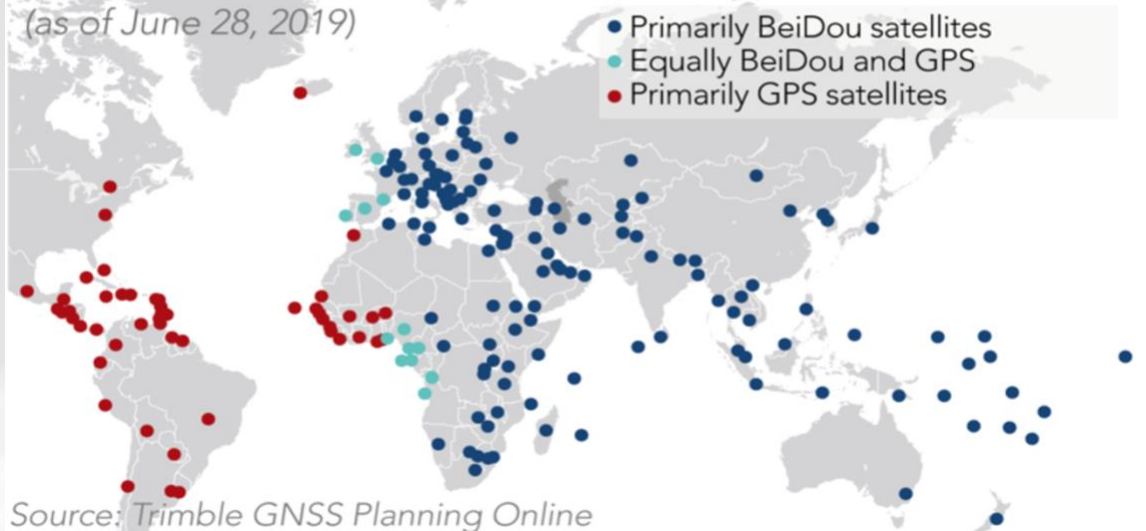 (as of June 28, 2019)
Primarily BeiDou satellites
Equally BeiDou and GPS
Primarily GPS satellites
Source: Trimble GNSS Planning Online